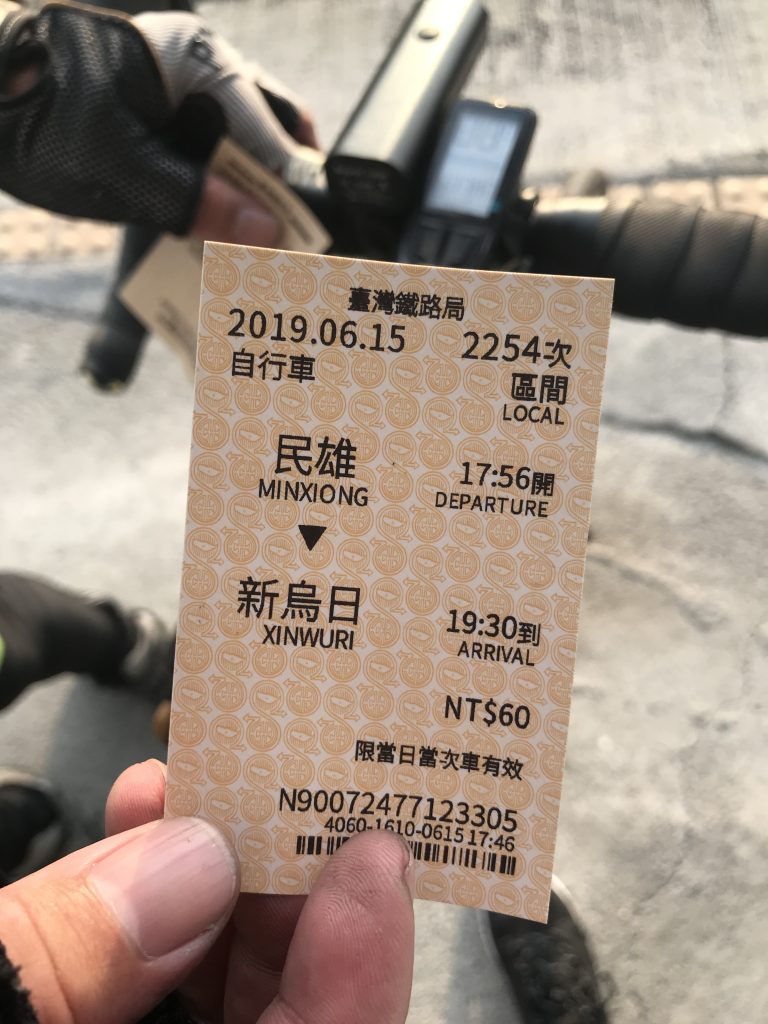 臺灣鐵路局
2019.06.15 2254次
自行車 區間
LOCAL
民雄 17:56開
MINXIONG DEPARTURE
▼
新烏日 19:30到
XINWURI ARRIVAL
NT$60
限當日當次車有效
N90072477123305
4060-1610-0615 17:46